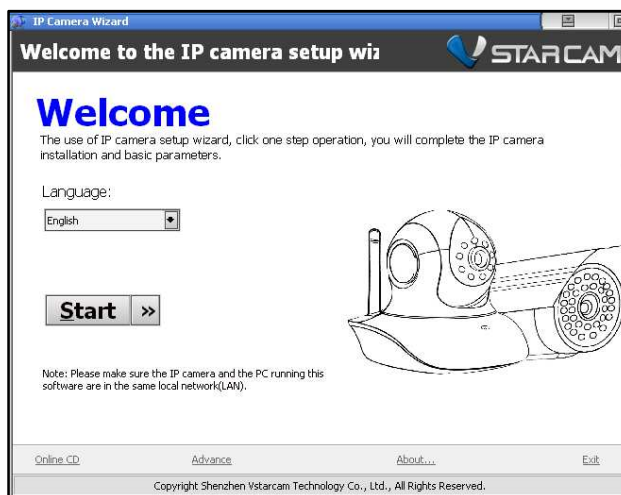 IP Camera Wizard
Welcome to the IP camera setup wiz
STARCAM
Welcome
The use of IP camera setup wizard, click one step operation, you will complete the IP camera
installation and basic parameters.
Language:
English
Start »
Note: Please make sure the IP camera and the PC running this
software are in the same local network(LAN).
Online CD Advance About... Exit
Copyright Shenzhen Vstarcam Technology Co., Ltd., All Rights Reserved.